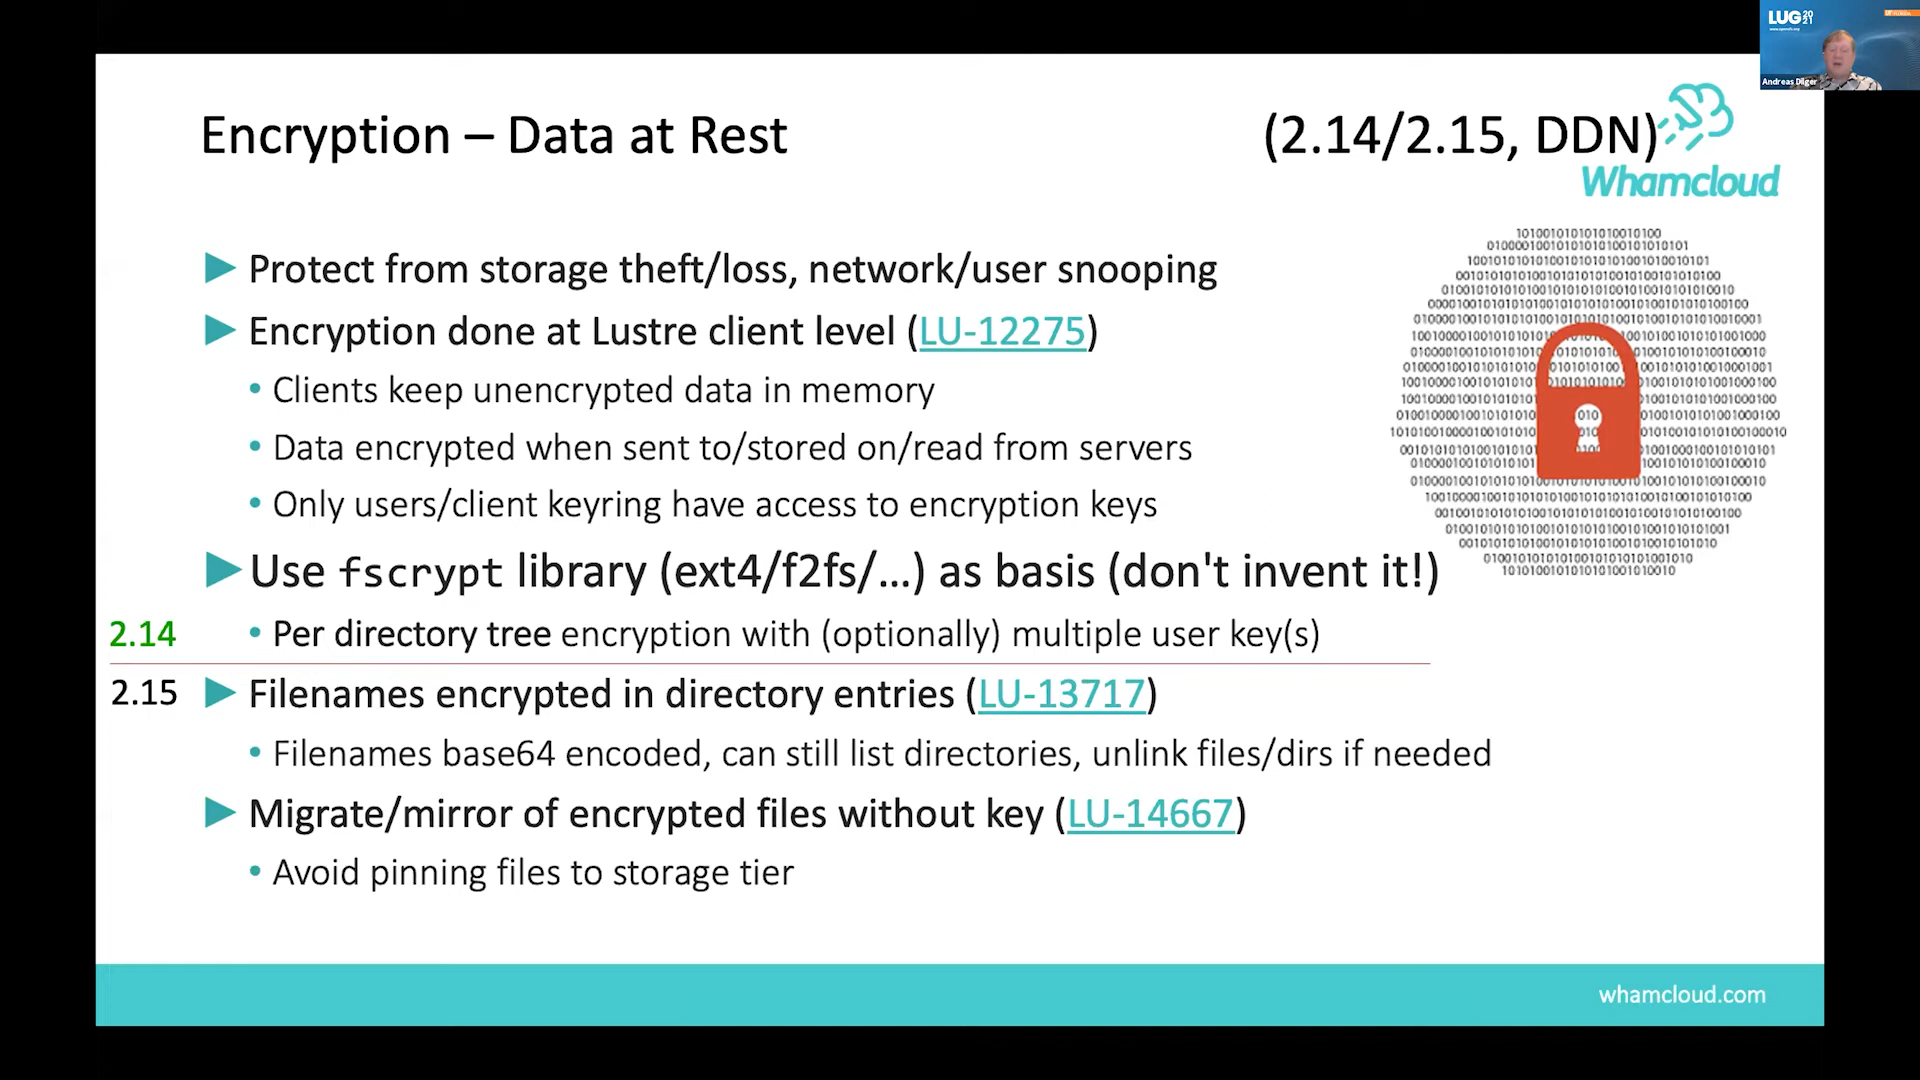 LUG 20 21
Andreas Dilger
Encryption – Data at Rest (2.14/2.15, DDN)
Whamcloud
▶ Protect from storage theft/loss, network/user snooping
▶ Encryption done at Lustre client level (LU-12275)
• Clients keep unencrypted data in memory
• Data encrypted when sent to/stored on/read from servers
• Only users/client keyring have access to encryption keys
▶ Use fscrypt library (ext4/f2fs/...) as basis (don't invent it!)
2.14 • Per directory tree encryption with (optionally) multiple user key(s)
2.15 ▶ Filenames encrypted in directory entries (LU-13717)
• Filenames base64 encoded, can still list directories, unlink files/dirs if needed
▶ Migrate/mirror of encrypted files without key (LU-14667)
• Avoid pinning files to storage tier
whamcloud.com